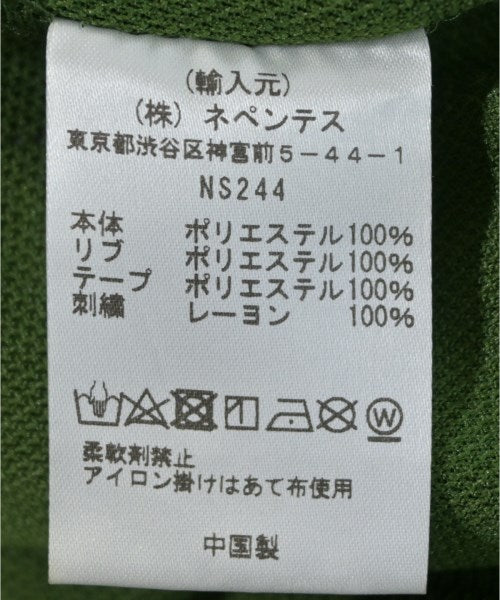 (輸入元)
(株) ネペンテス
東京都渋谷区神宮前5-44-1
NS244
本体 ポリエステル100%
リブ ポリエステル100%
テープ ポリエステル100%
刺繍 レーヨン 100%
W
柔軟剤禁止
アイロン掛けはあて布使用
中国製